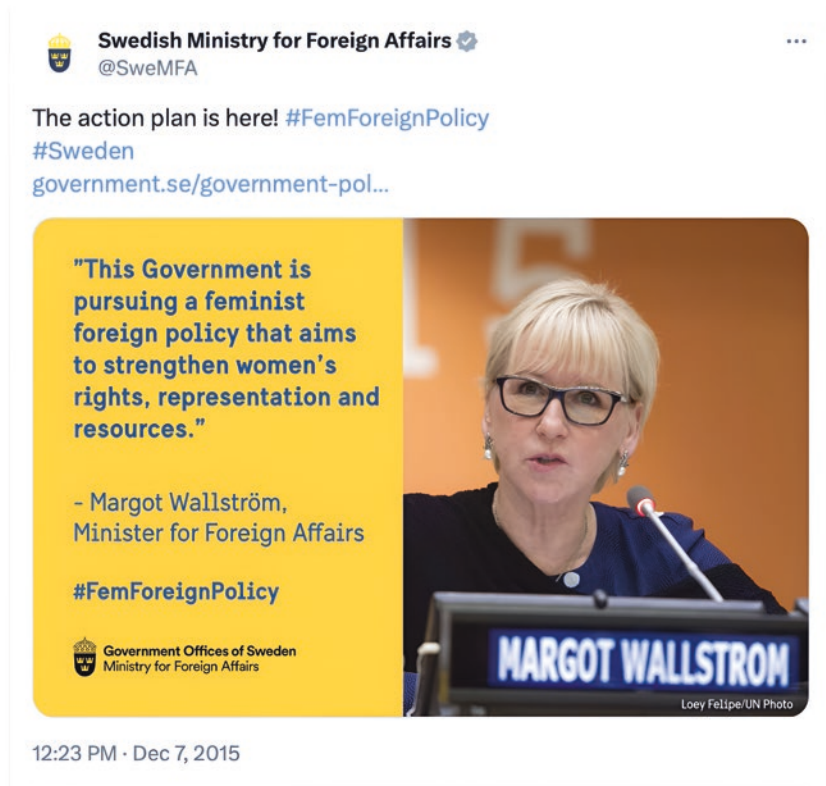 Swedish Ministry for Foreign Affairs
@SweMFA
The action plan is here! #FemForeignPolicy
#Sweden
government.se/government-pol...
"This Government is
pursuing a feminist
foreign policy that aims
to strengthen women's
rights, representation and
resources."
- Margot Wallström,
Minister for Foreign Affairs
#FemForeignPolicy
Government Offices of Sweden
Ministry for Foreign Affairs
MARGOT WALLSTROM
Loey Felipe/UN Photo
12:23 PM · Dec 7, 2015